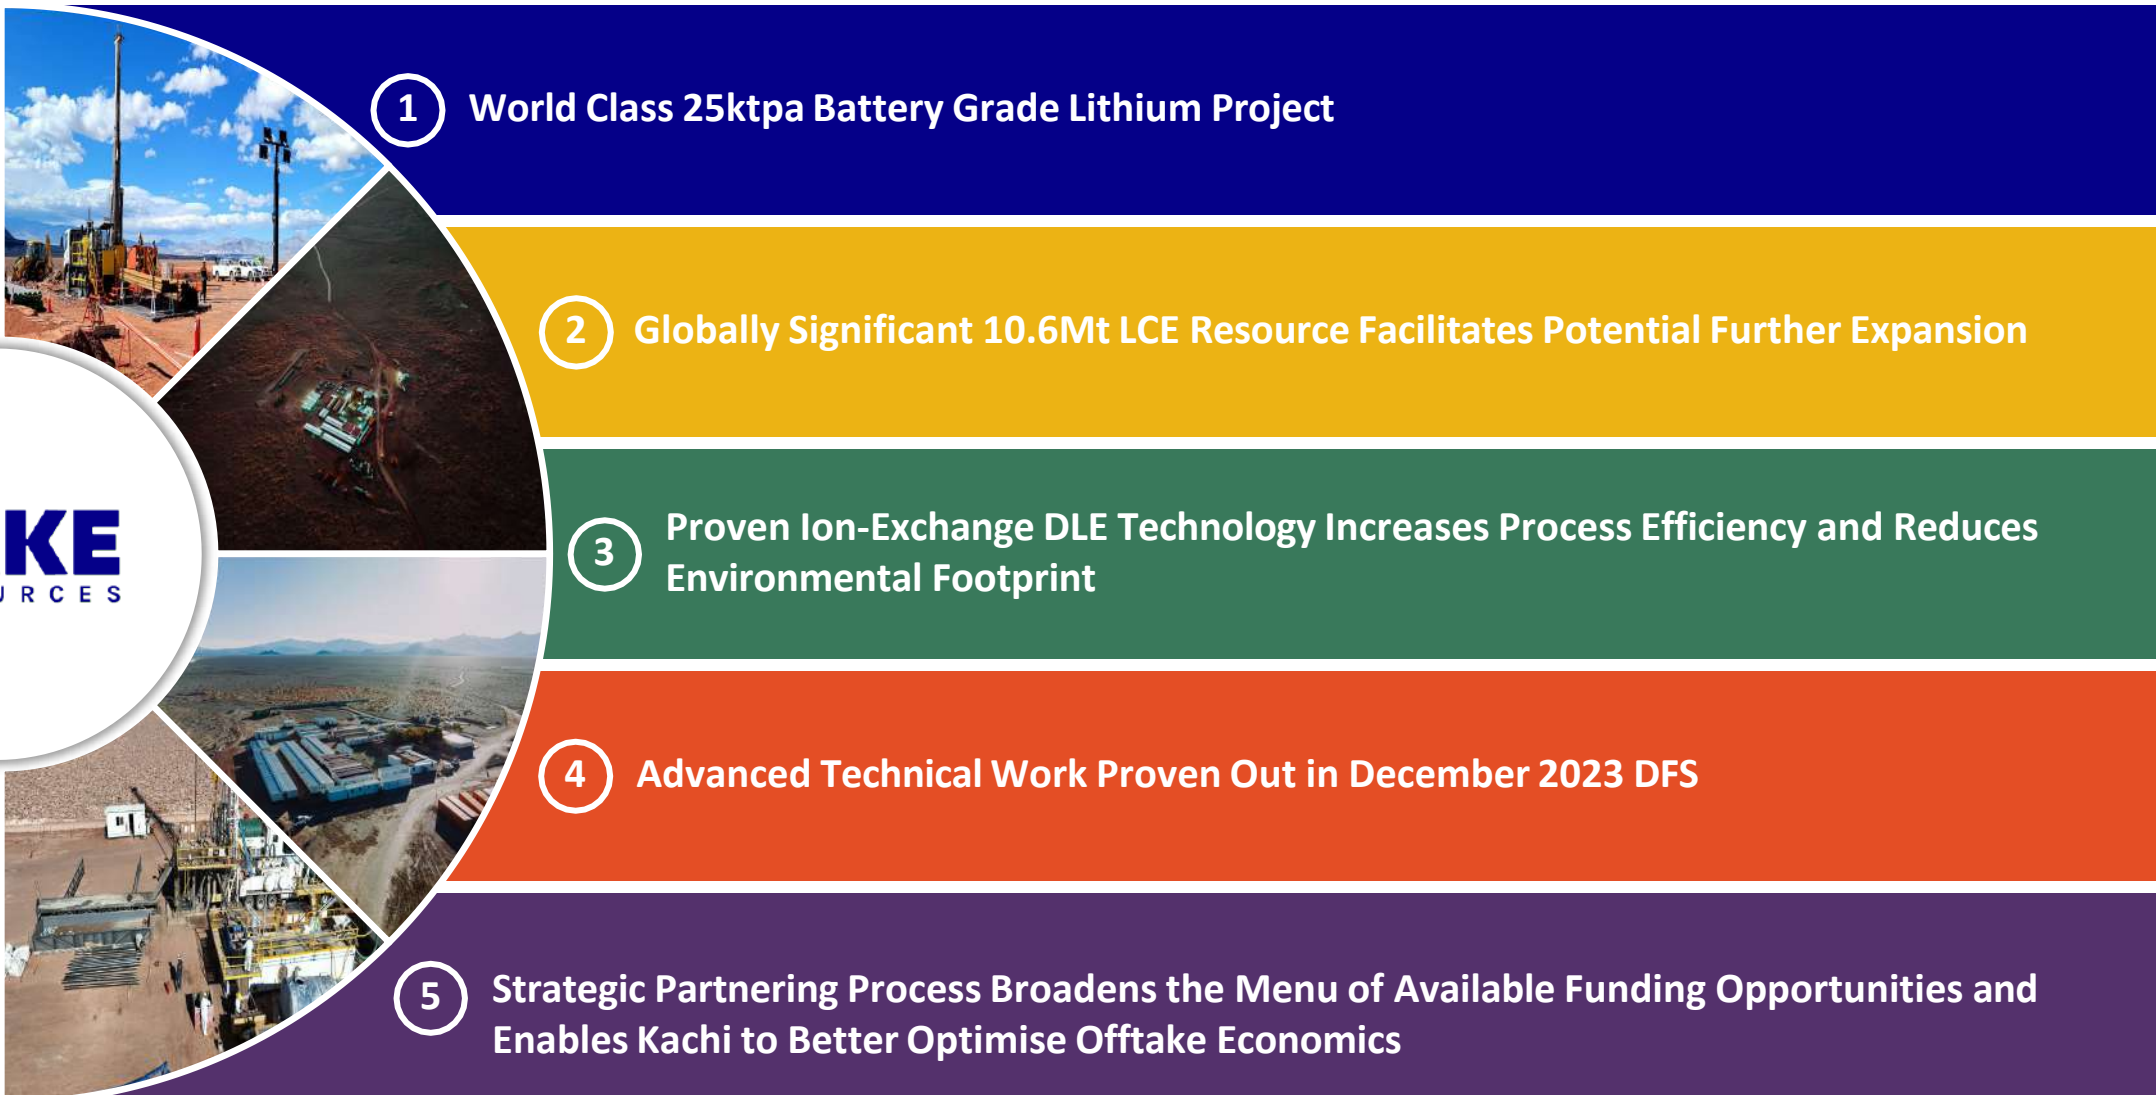 1
World Class 25ktpa Battery Grade Lithium Project
2
Globally Significant 10.6Mt LCE Resource Facilitates Potential Further Expansion
3
Proven Ion-Exchange DLE Technology Increases Process Efficiency and Reduces
Environmental Footprint
4
Advanced Technical Work Proven Out in December 2023 DFS
5
Strategic Partnering Process Broadens the Menu of Available Funding Opportunities and
Enables Kachi to Better Optimise Offtake Economics
KE
URCES